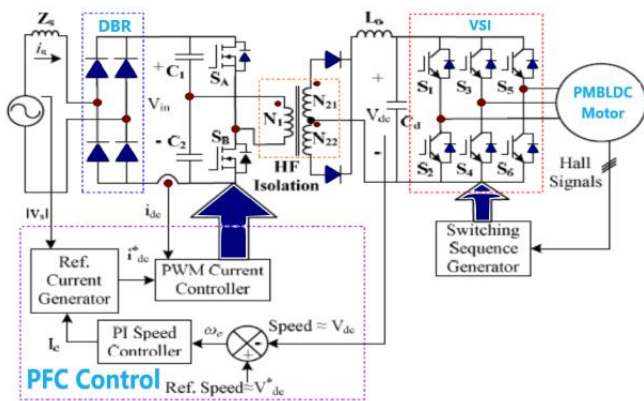 Zs
DBR
Lo
VSI
is
+
C1
SA
+
S1
S3
S5
PMBLDC
Motor
Vin
N21
Vdc
Cd
N1
- C2
SB
N22
-
HF
Isolation
S2
S4
S6
Hall
Signals
|vs|
idc
Switching
Sequence
Generator
i*dc
Ref.
Current
Generator
PWM Current
Controller
Ic
PI Speed
Controller
ωe
-
+
Speed ≈ Vdc
PFC Control
Ref. Speed≈V*dc